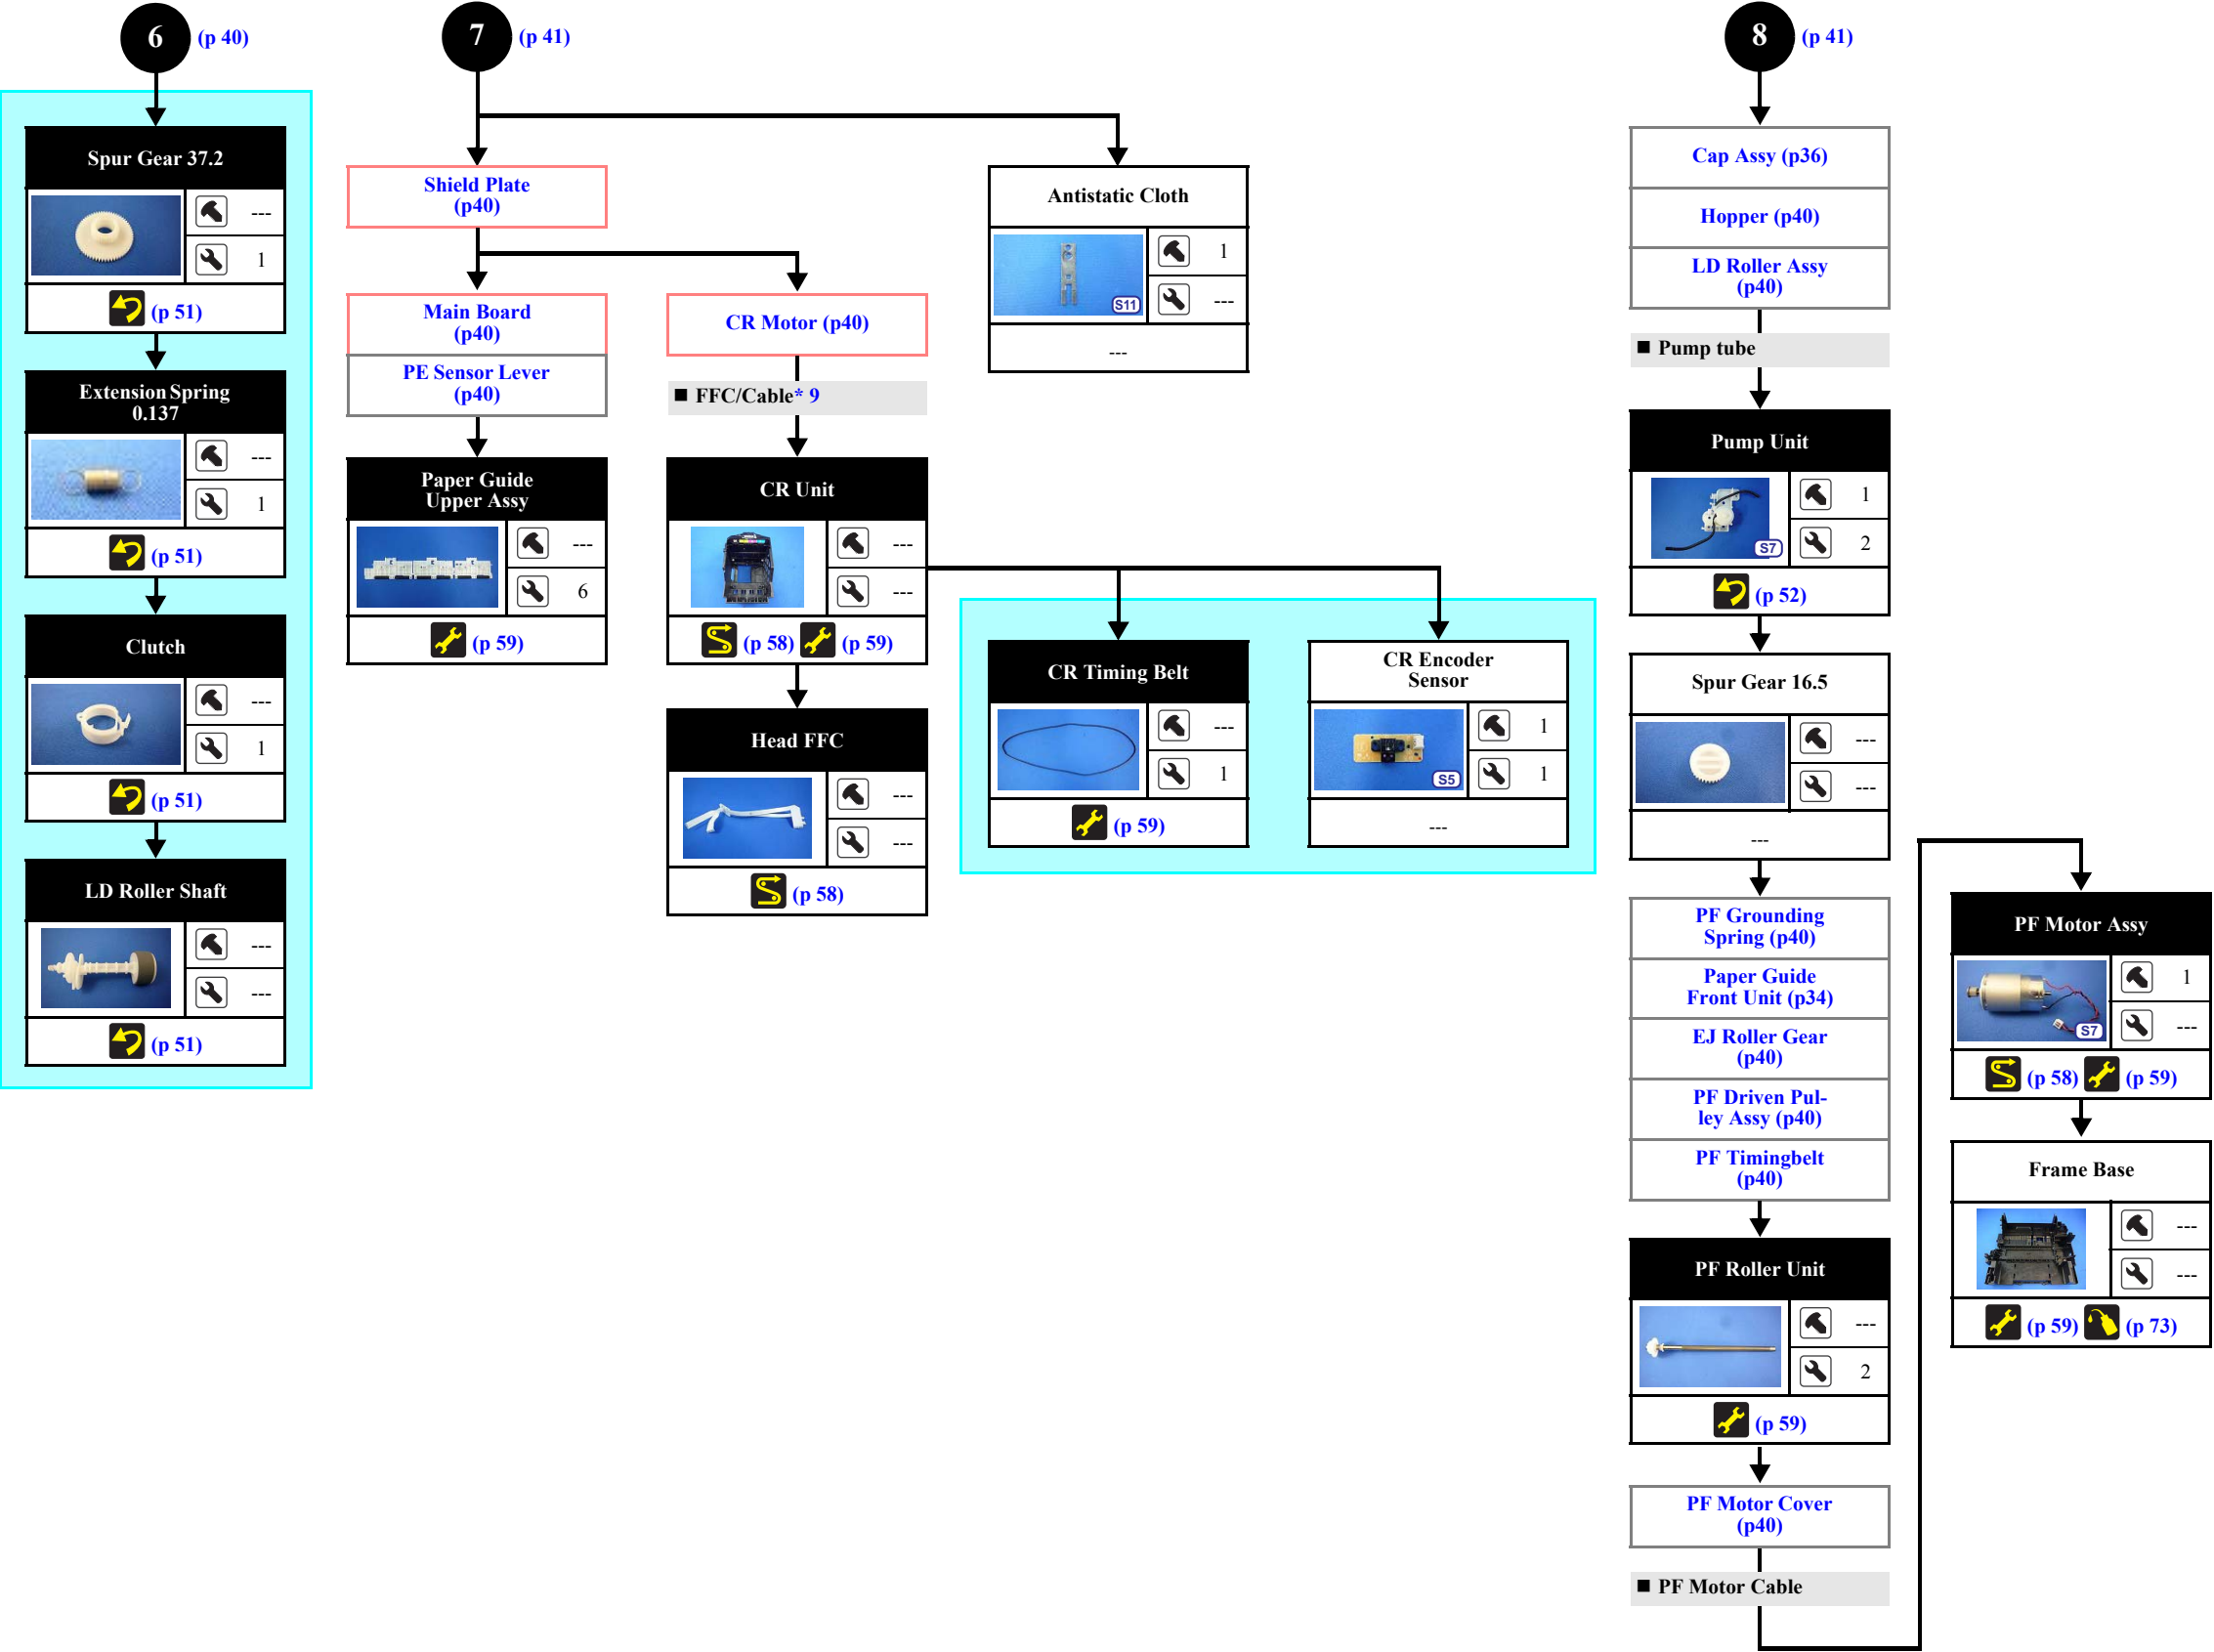 6 (p 40)
Spur Gear 37.2
---
1
(p 51)
Extension Spring
0.137
---
1
(p 51)
Clutch
---
1
(p 51)
LD Roller Shaft
---
---
(p 51)
7 (p 41)
Shield Plate
(p40)
Main Board
(p40)
PE Sensor Lever
(p40)
Paper Guide
Upper Assy
---
6
(p 59)
CR Motor (p40)
■ FFC/Cable* 9
CR Unit
---
---
(p 58) (p 59)
Head FFC
---
---
(p 58)
Antistatic Cloth
1
S11
---
---
CR Timing Belt
---
1
(p 59)
CR Encoder
Sensor
1
S5
1
---
8 (p 41)
Cap Assy (p36)
Hopper (p40)
LD Roller Assy
(p40)
■ Pump tube
Pump Unit
1
S7
2
(p 52)
Spur Gear 16.5
---
---
---
PF Grounding
Spring (p40)
Paper Guide
Front Unit (p34)
EJ Roller Gear
(p40)
PF Driven Pul-
ley Assy (p40)
PF Timingbelt
(p40)
PF Roller Unit
---
2
(p 59)
PF Motor Cover
(p40)
■ PF Motor Cable
PF Motor Assy
1
S7
---
(p 58) (p 59)
Frame Base
---
---
(p 59) (p 73)